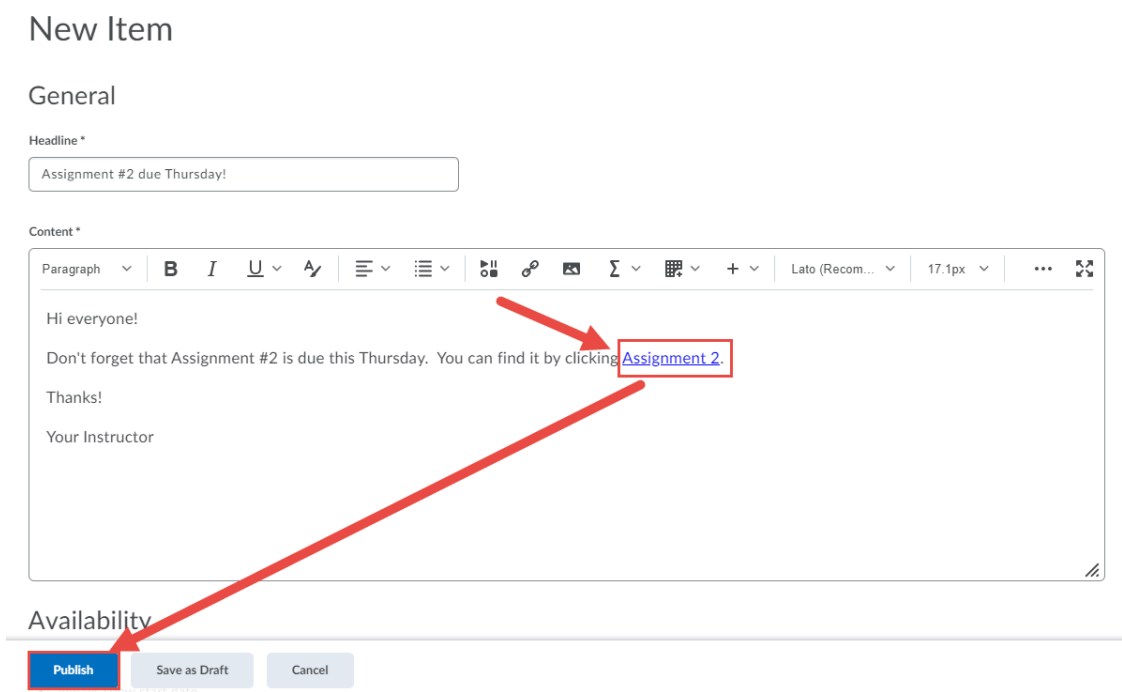 New Item
General
Headline *
Assignment #2 due Thursday!
Content *
Paragraph B I U A Lato (Recom... 17.1px
Hi everyone!
Don't forget that Assignment #2 is due this Thursday. You can find it by clicking Assignment 2.
Thanks!
Your Instructor
Availability
Publish Save as Draft Cancel